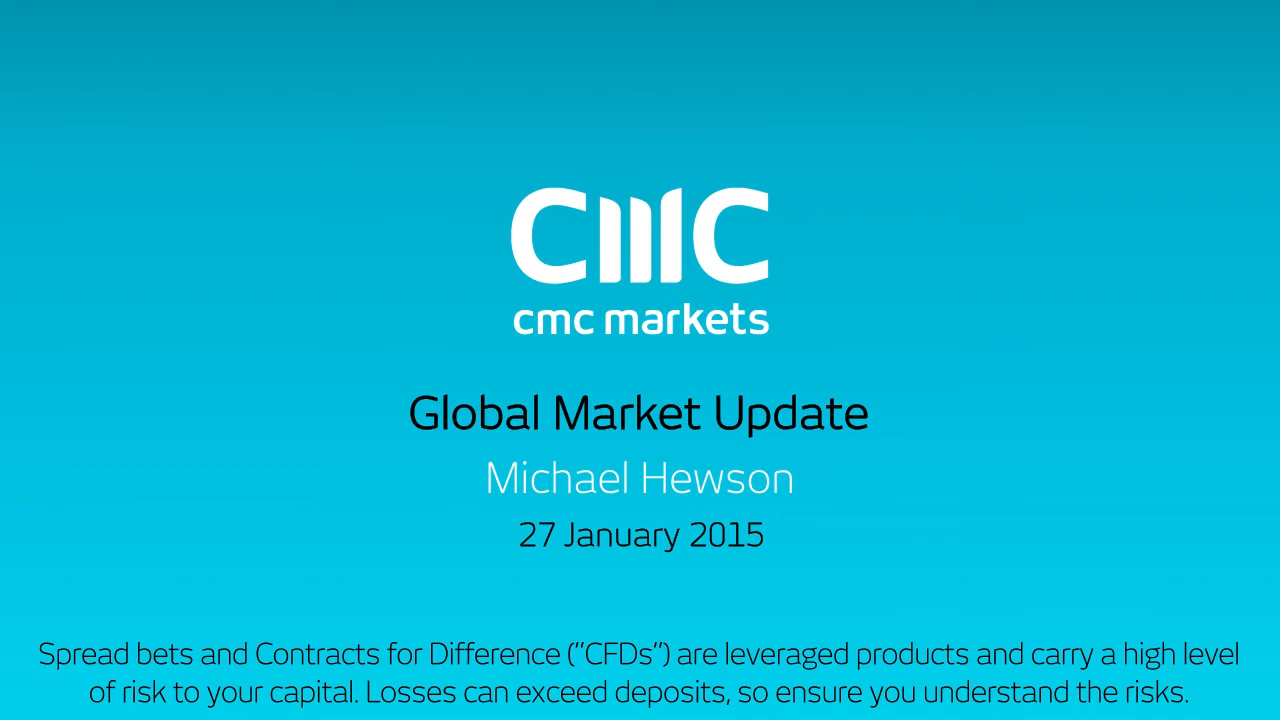 CMC
cmc markets
Global Market Update
Michael Hewson
27 January 2015
Spread bets and Contracts for Difference (“CFDs”) are leveraged products and carry a high level
of risk to your capital. Losses can exceed deposits, so ensure you understand the risks.